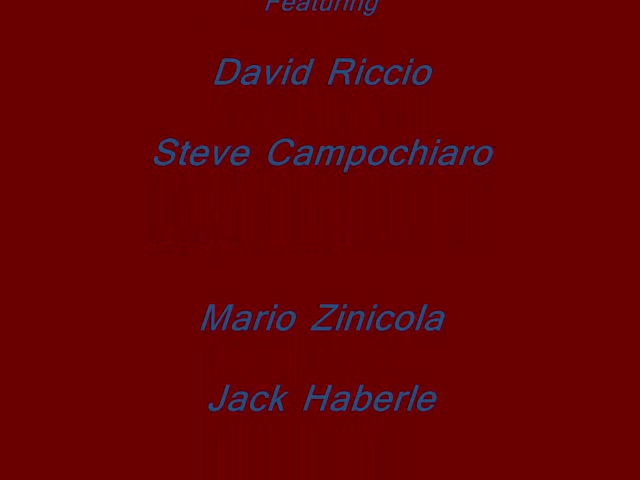 Featuring
David Riccio
Steve Campochiaro
Mario Zinicola
Jack Haberle